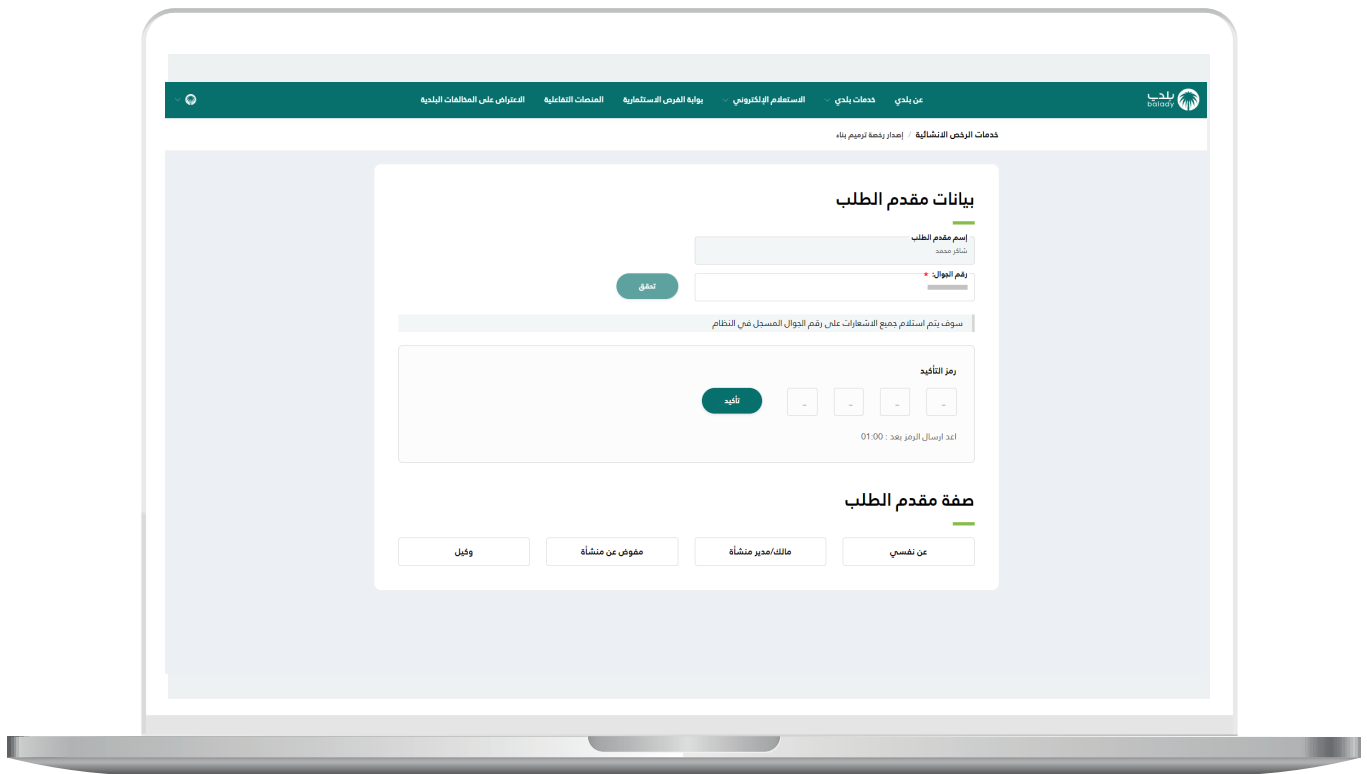 بلدي
balady
عن بلدي
خدمات بلدي
الاستعلام الإلكتروني
بوابة الفرص الاستثمارية
المنصات التفاعلية
الاعتراض على المخالفات البلدية
خدمات الرخص الانشائية / إصدار رخصة ترميم بناء
بيانات مقدم الطلب
إسم مقدم الطلب
شاكر محمد
رقم الجوال: *
تحقق
سوف يتم استلام جميع الاشعارات على رقم الجوال المسجل في النظام
رمز التأكيد
_ _ _ _
تأكيد
اعد ارسال الرمز بعد : 01:00
صفة مقدم الطلب
عن نفسي
مالك/مدير منشأة
مفوض عن منشأة
وكيل